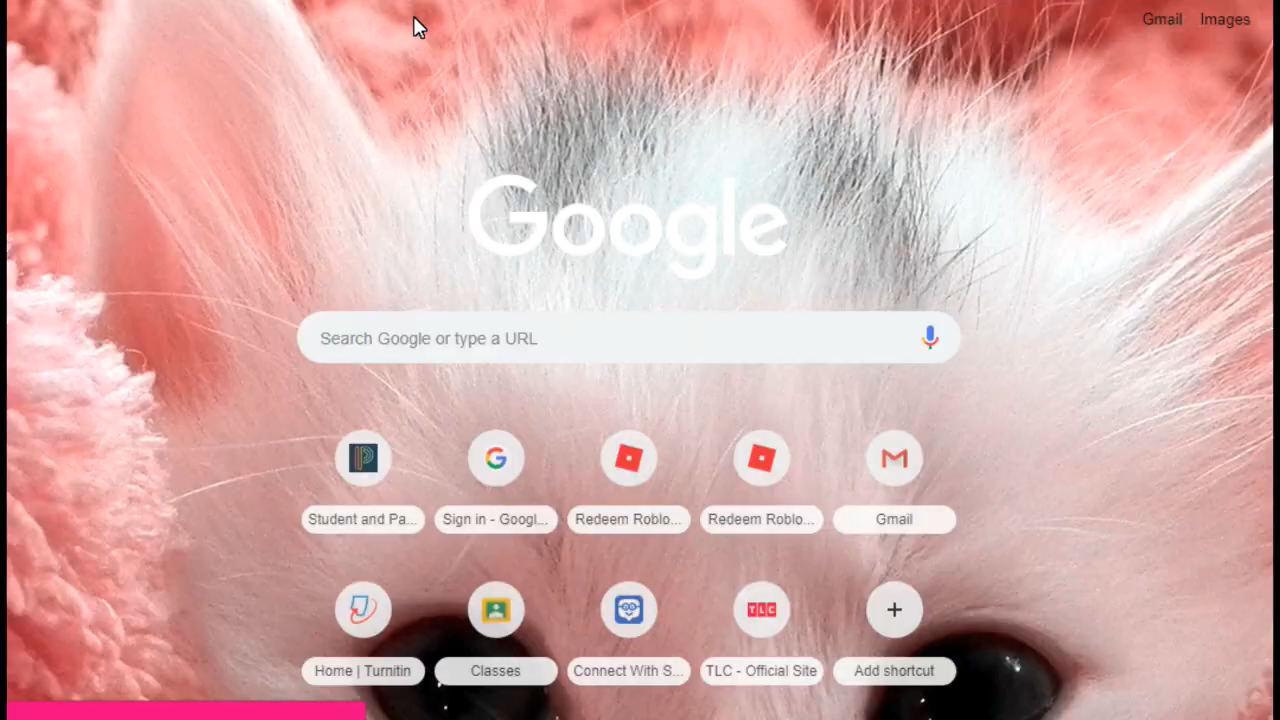 Gmail Images
Google
Search Google or type a URL
Student and Pa... Sign in - Googl... Redeem Roblo... Redeem Roblo... Gmail
TLC
Home | Turnitin Classes Connect With S... TLC - Official Site Add shortcut